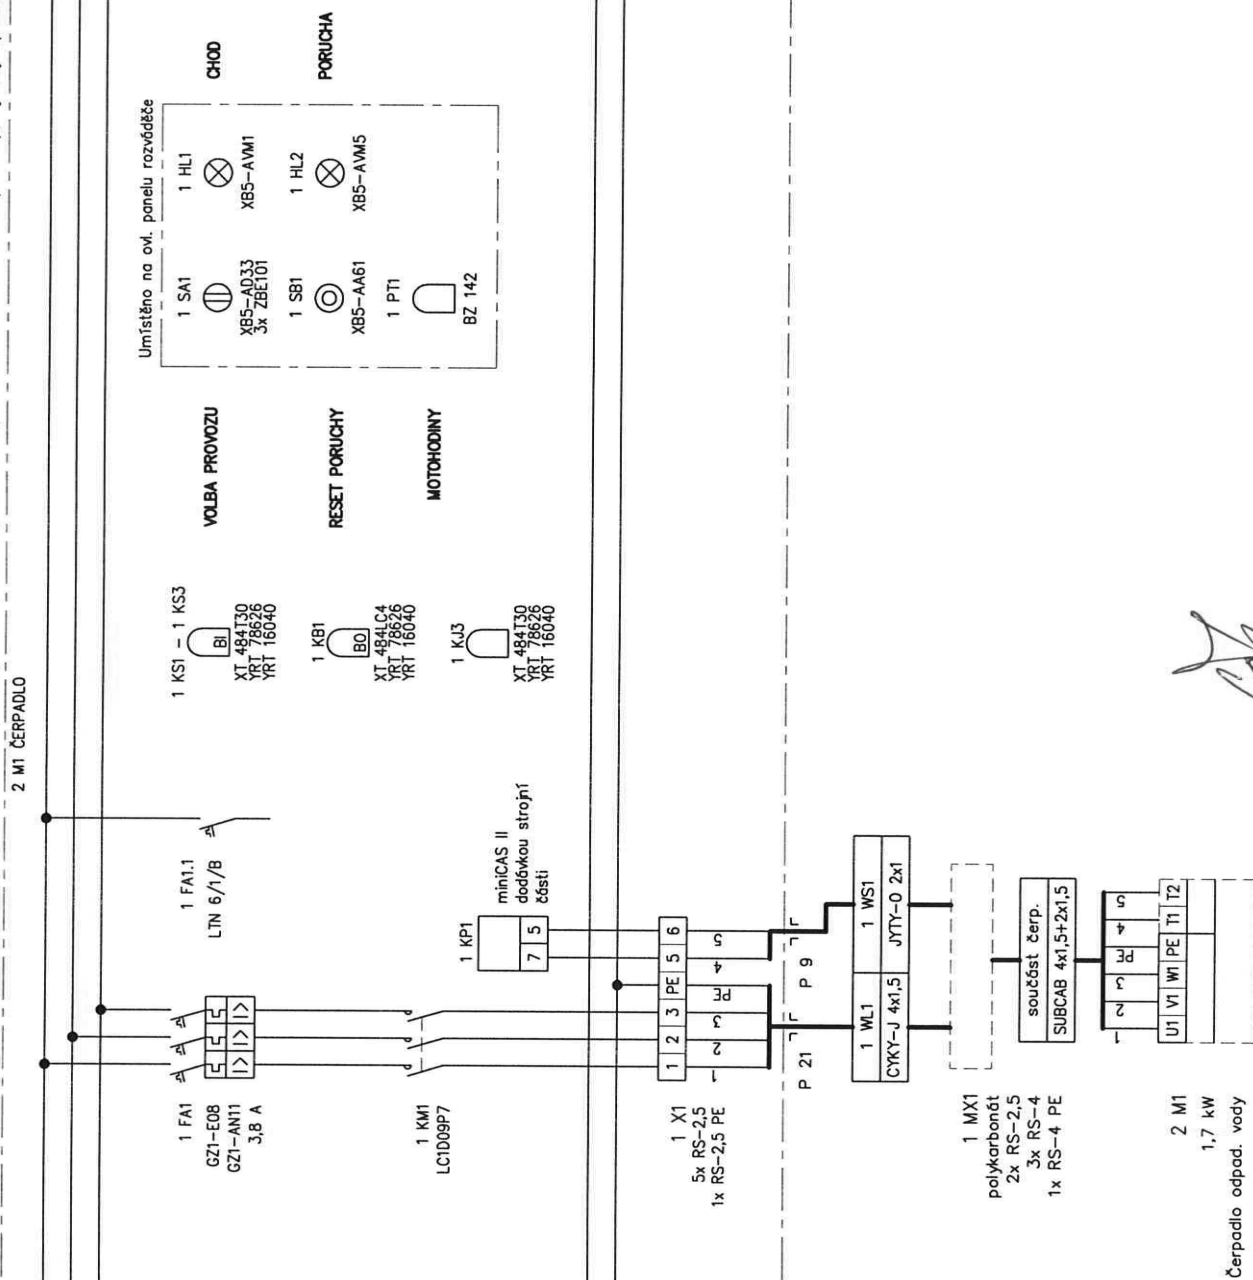 2 M1 ČERPADLO
CHOD
PORUCHA
Umístěno na ovl. panelu rozváděče
1 HL1
XB5-AVM1
1 HL2
XB5-AVM5
1 SA1
XB5-AD33
3x ZBE101
1 SB1
XB5-AA61
1 PT1
BZ 142
VOLBA PROVOZU
RESET PORUCHY
MOTOHODINY
1 KS1 - 1 KS3
BI
XT 484T30
YRT 78626
YRT 16040
1 KB1
BO
XT 484LC4
YRT 78626
YRT 16040
1 KJ3
XT 484T30
YRT 78626
YRT 16040
1 FA1.1
LTN 6/1/B
1 FA1
GZ1-E08
GZ1-AN11
3,8 A
I> I> I>
1 KM1
LC1D09P7
1 KP1
miniCAS II
dodávkou strojní
části
7 5
1 X1
5x RS-2,5
1x RS-2,5 PE
1 2 3 PE 5 6
1 2 3 PE 4 5
P 21
P 9
1 WL1
CYKY-J 4x1,5
1 WS1
JYTY-O 2x1
1 MX1
polykarbonát
2x RS-2,5
3x RS-4
1x RS-4 PE
součást čerp.
SUBCAB 4x1,5+2x1,5
1 2 3 PE 4 5
U1 V1 W1 PE T1 T2
2 M1
1,7 kW
Čerpadlo odpad. vody